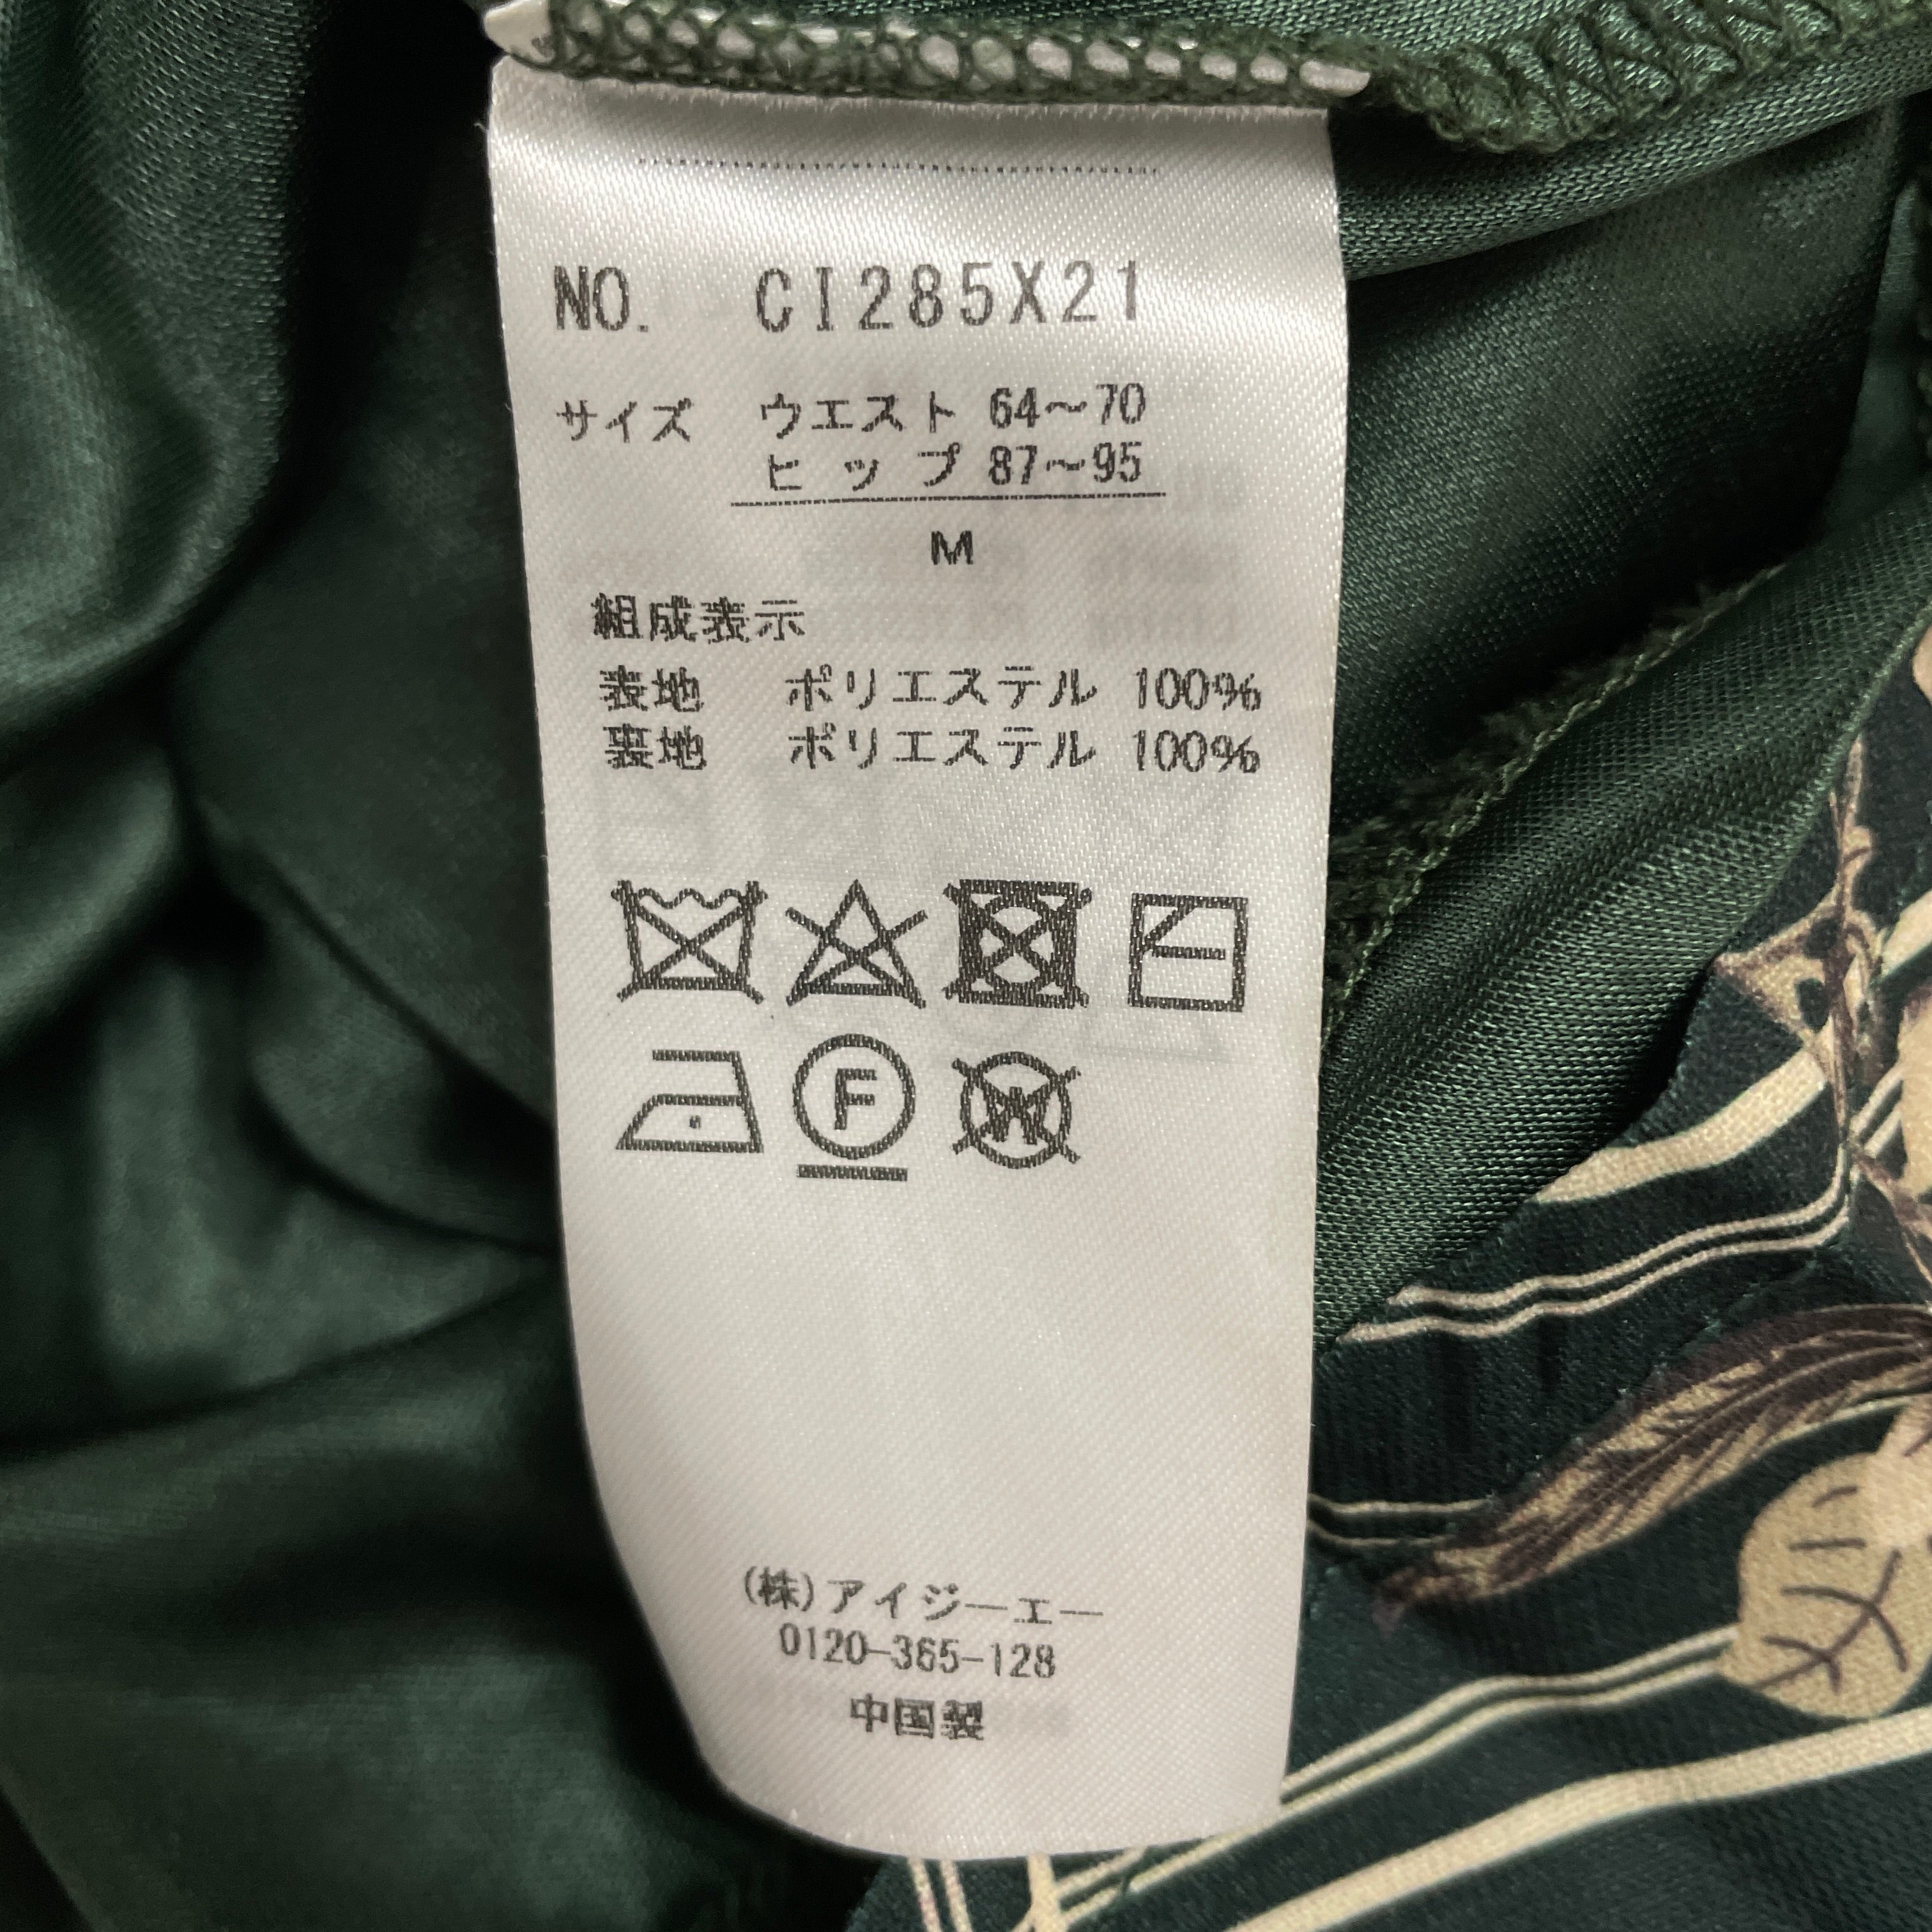 NO. CI285X21
サイズ ウエスト 64～70
ヒップ 87～95
M
組成表示
表地 ポリエステル 100%
裏地 ポリエステル 100%
F
W
(株)アイジーエー
0120-365-128
中国製